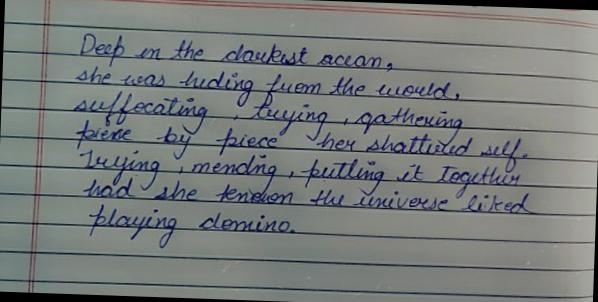 Deep in the darkest ocean,
she was hiding from the world,
suffocating, trying, gathering
piece by piece her shattered self.
Trying, mending, putting it together
had she known the universe liked
playing domino.